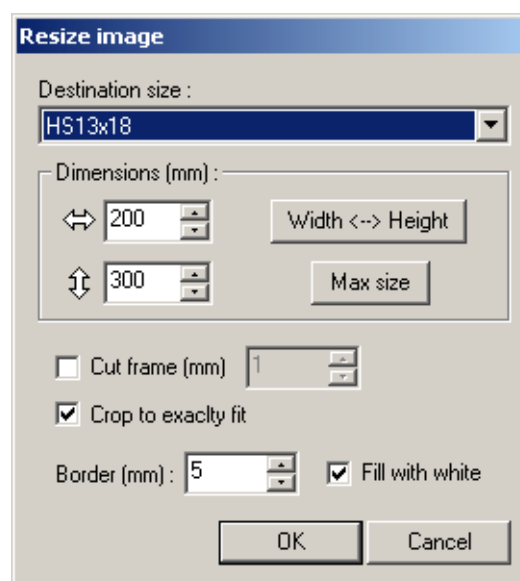 Resize image
Destination size :
HS13x18
Dimensions (mm) :
200 Width <--> Height
300 Max size
Cut frame (mm) 1
Crop to exaclty fit
Border (mm) : 5 Fill with white
OK Cancel